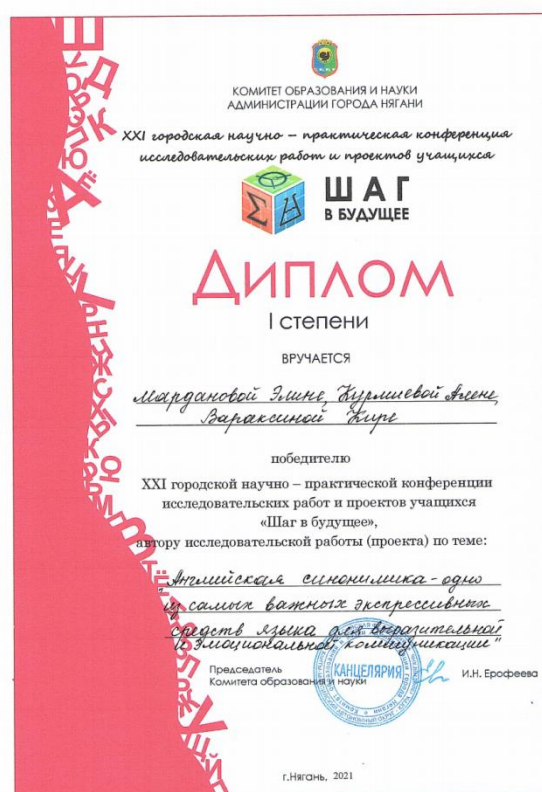 КОМИТЕТ ОБРАЗОВАНИЯ И НАУКИ
АДМИНИСТРАЦИИ ГОРОДА НЯГАНИ
XXI городская научно – практическая конференция
исследовательских работ и проектов учащихся
ШАГ
В БУДУЩЕЕ
ДИПЛОМ
I степени
ВРУЧАЕТСЯ
Мардановой Элине, Курмиевой Алене,
Вараксиной Кире
победителю
XXI городской научно – практической конференции
исследовательских работ и проектов учащихся
«Шаг в будущее»,
автору исследовательской работы (проекта) по теме:
"Английская синонимика - одно
из самых важных экспрессивных
средств языка для выразительной
и эмоциональной коммуникации"
Председатель
Комитета образования и науки
КАНЦЕЛЯРИЯ
И.Н. Ерофеева
г.Нягань, 2021